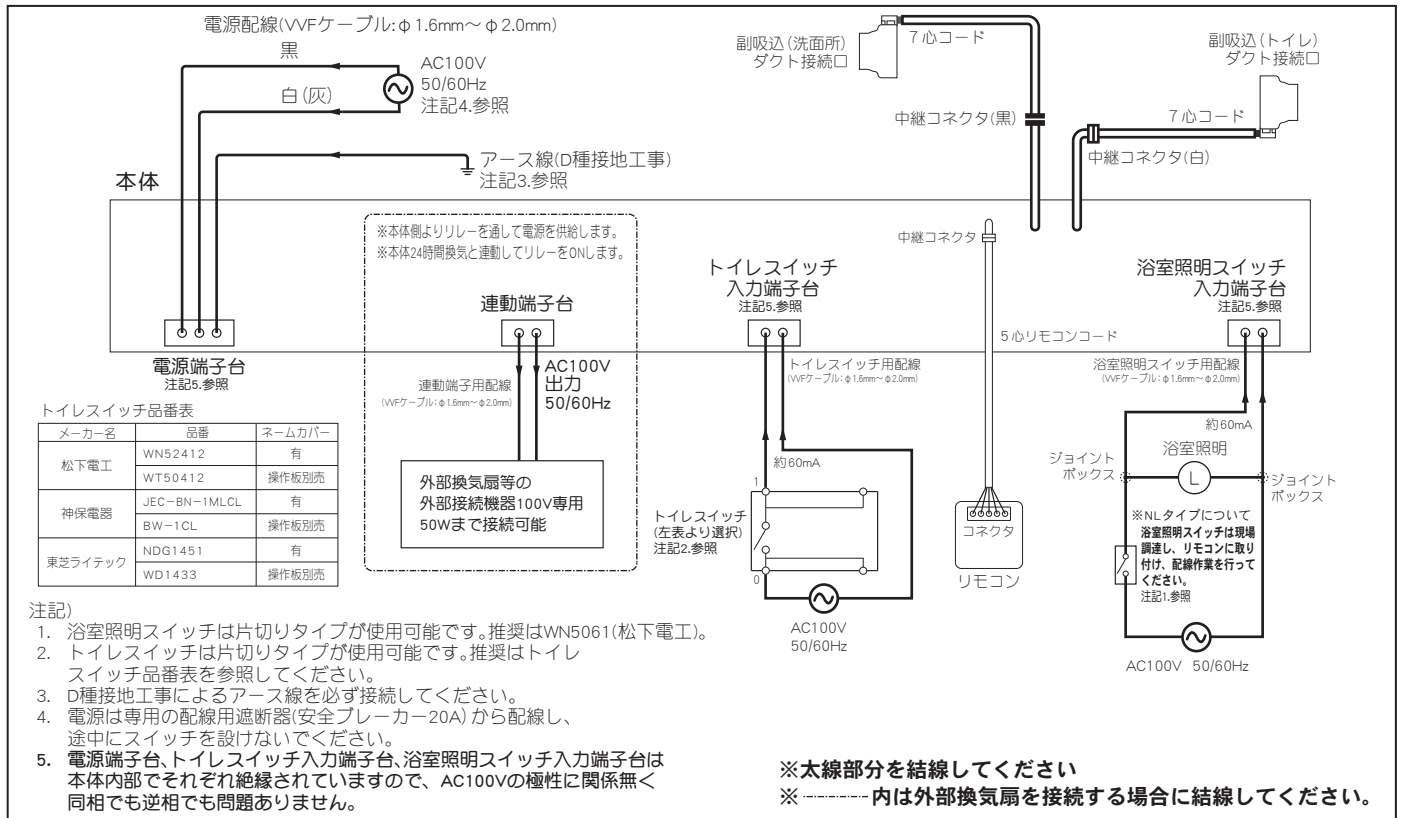 電源配線(VVFケーブル:φ1.6mm～φ2.0mm)
黒
白(灰)
AC100V
50/60Hz
注記4.参照
アース線(D種接地工事)
注記3.参照
副吸込(洗面所)
ダクト接続口
7心コード
中継コネクタ(黒)
副吸込(トイレ)
ダクト接続口
7心コード
中継コネクタ(白)
本体
※本体側よりリレーを通して電源を供給します。
※本体24時間換気と連動してリレーをONします。
連動端子台
トイレスイッチ
入力端子台
注記5.参照
中継コネクタ
浴室照明スイッチ
入力端子台
注記5.参照
電源端子台
注記5.参照
連動端子用配線
(VVFケーブル:φ1.6mm～φ2.0mm)
AC100V
出力
50/60Hz
外部換気扇等の
外部接続機器100V専用
50Wまで接続可能
トイレスイッチ用配線
(VVFケーブル:φ1.6mm～φ2.0mm)
約60mA
1
トイレスイッチ
(左表より選択)
注記2.参照
0
AC100V
50/60Hz
5心リモコンコード
コネクタ
リモコン
浴室照明スイッチ用配線
(VVFケーブル:φ1.6mm～φ2.0mm)
約60mA
浴室照明
ジョイント
ボックス
L
ジョイント
ボックス
※NLタイプについて
浴室照明スイッチは現場
調達し、リモコンに取り
付け、配線作業を行って
ください。
注記1.参照
AC100V 50/60Hz
トイレスイッチ品番表
メーカー名 品番 ネームカバー
松下電工 WN52412 有
WT50412 操作板別売
神保電器 JEC-BN-1MLCL 有
BW-1CL 操作板別売
東芝ライテック NDG1451 有
WD1433 操作板別売
注記)
1. 浴室照明スイッチは片切りタイプが使用可能です。推奨はWN5061(松下電工)。
2. トイレスイッチは片切りタイプが使用可能です。推奨はトイレ
スイッチ品番表を参照してください。
3. D種接地工事によるアース線を必ず接続してください。
4. 電源は専用の配線用遮断器(安全ブレーカー20A)から配線し、
途中にスイッチを設けないでください。
5. 電源端子台、トイレスイッチ入力端子台、浴室照明スイッチ入力端子台は
本体内部でそれぞれ絶縁されていますので、AC100Vの極性に関係無く
同相でも逆相でも問題ありません。
※太線部分を結線してください
※ 内は外部換気扇を接続する場合に結線してください。